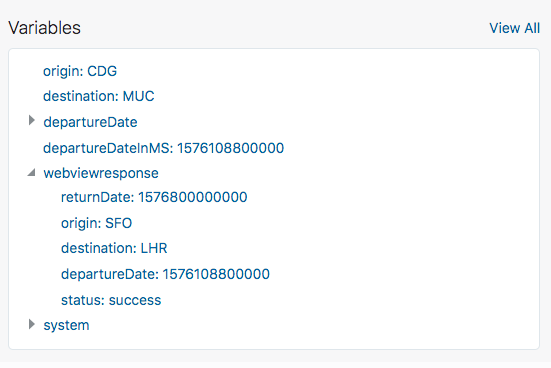 Variables View All
origin: CDG
destination: MUC
departureDate
departureDateInMS: 1576108800000
webviewresponse
returnDate: 1576800000000
origin: SFO
destination: LHR
departureDate: 1576108800000
status: success
system